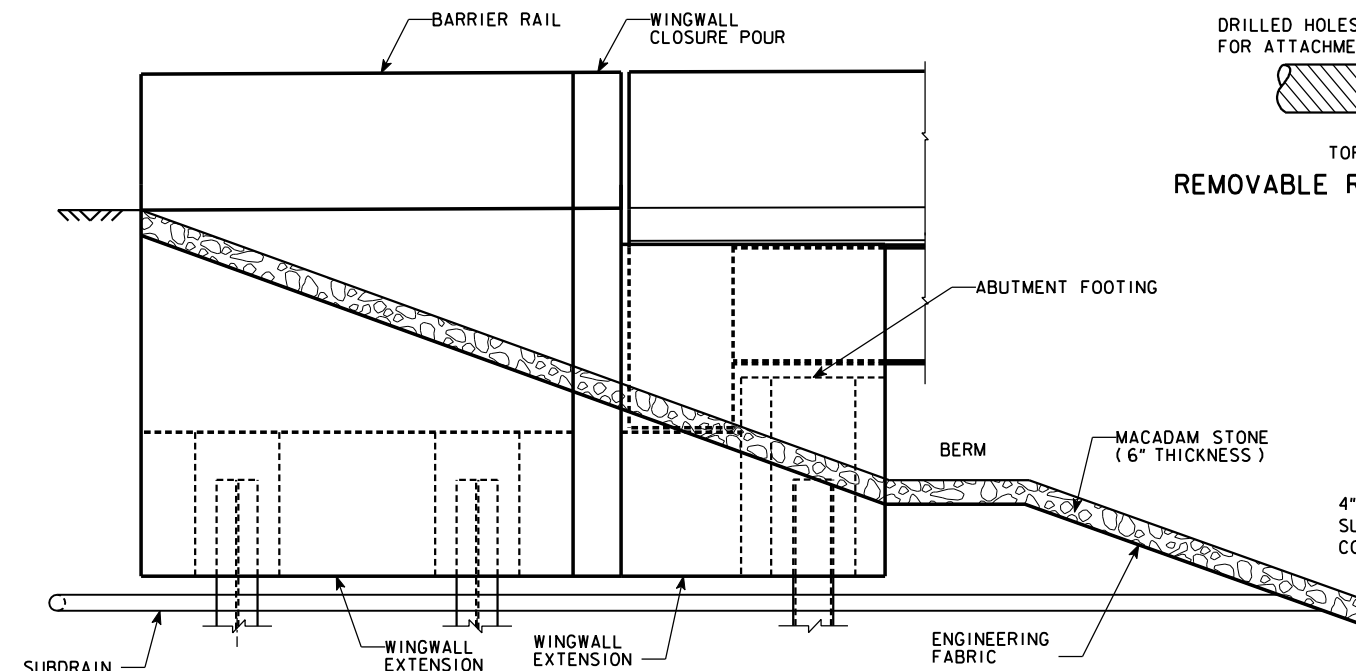 BARRIER RAIL
WINGWALL
CLOSURE POUR
DRILLED HOLES
FOR
REMOVABLE
ABUTMENT FOOTING
BERM
MACADAM STONE
(6" THICKNESS)
4"
WINGWALL
EXTENSION
WINGWALL
EXTENSION
ENGINEERING
FABRIC
SUBDRAIN